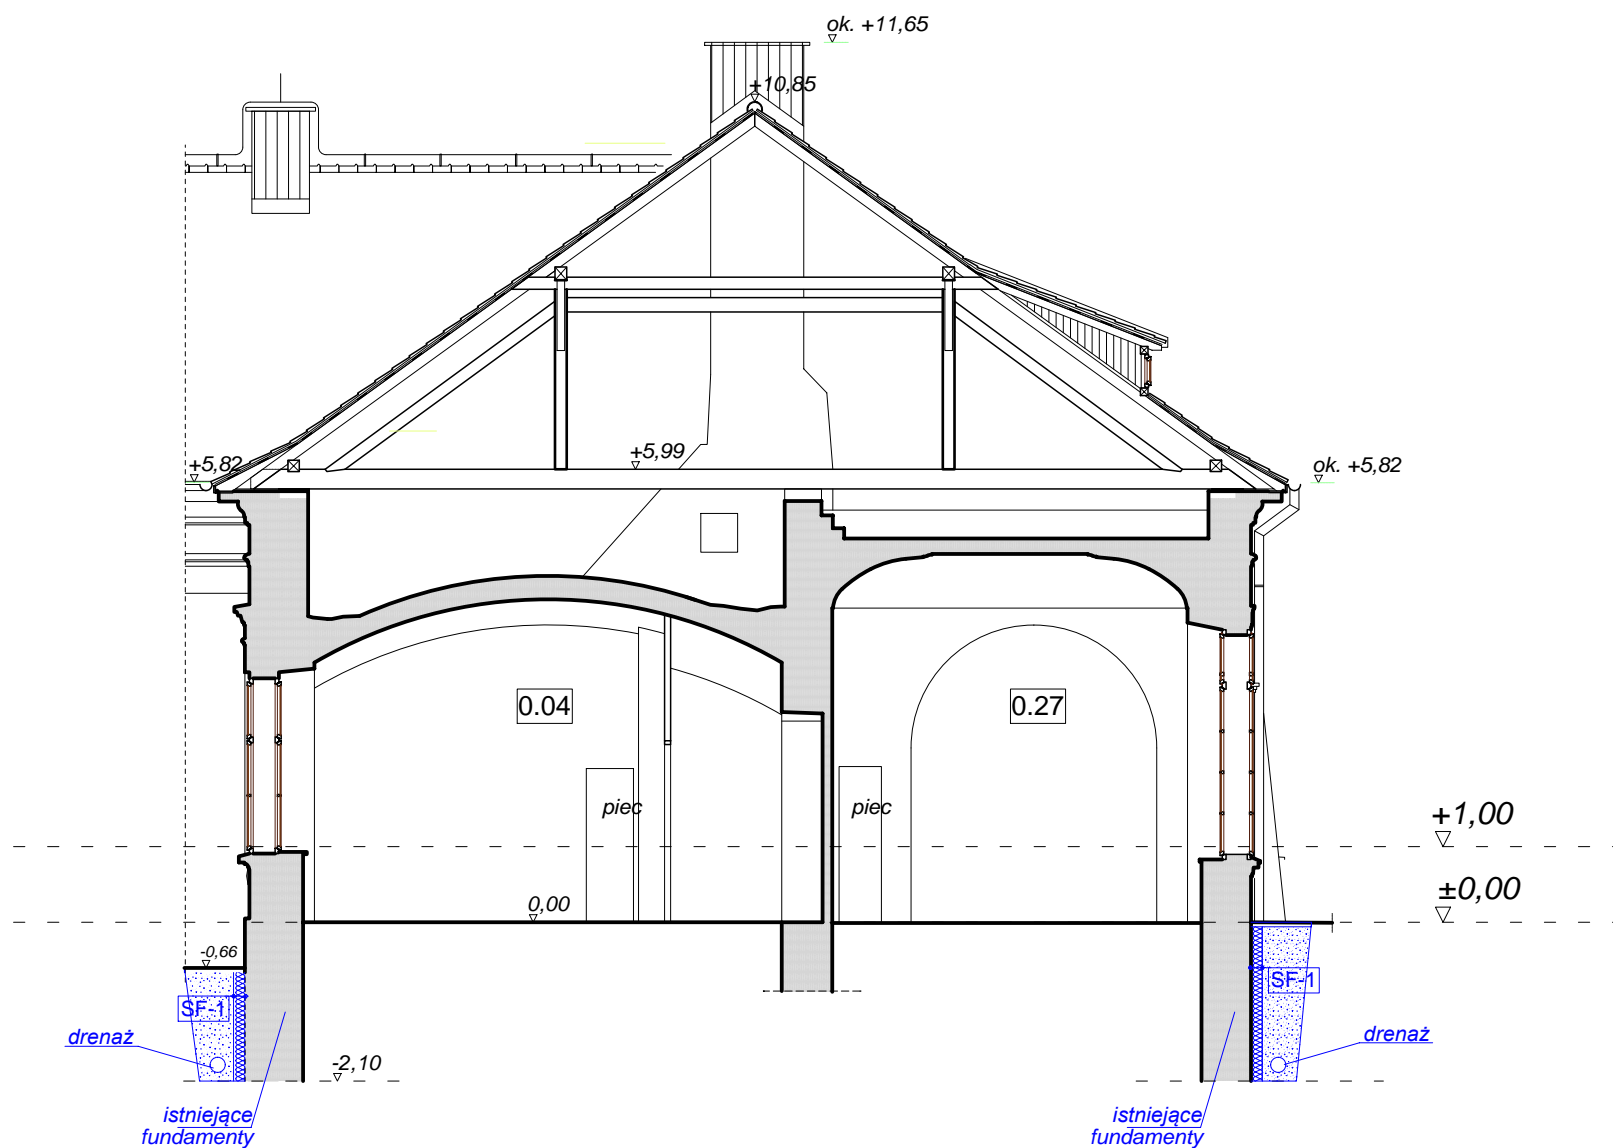 ok. +11,65
+10,85
+5,82
+5,99
ok. +5,82
0.04
0.27
piec
piec
+1,00
0,00
±0,00
-0,66
SF-1
SF-1
drenaż
drenaż
-2,10
istniejące
fundamenty
istniejące
fundamenty